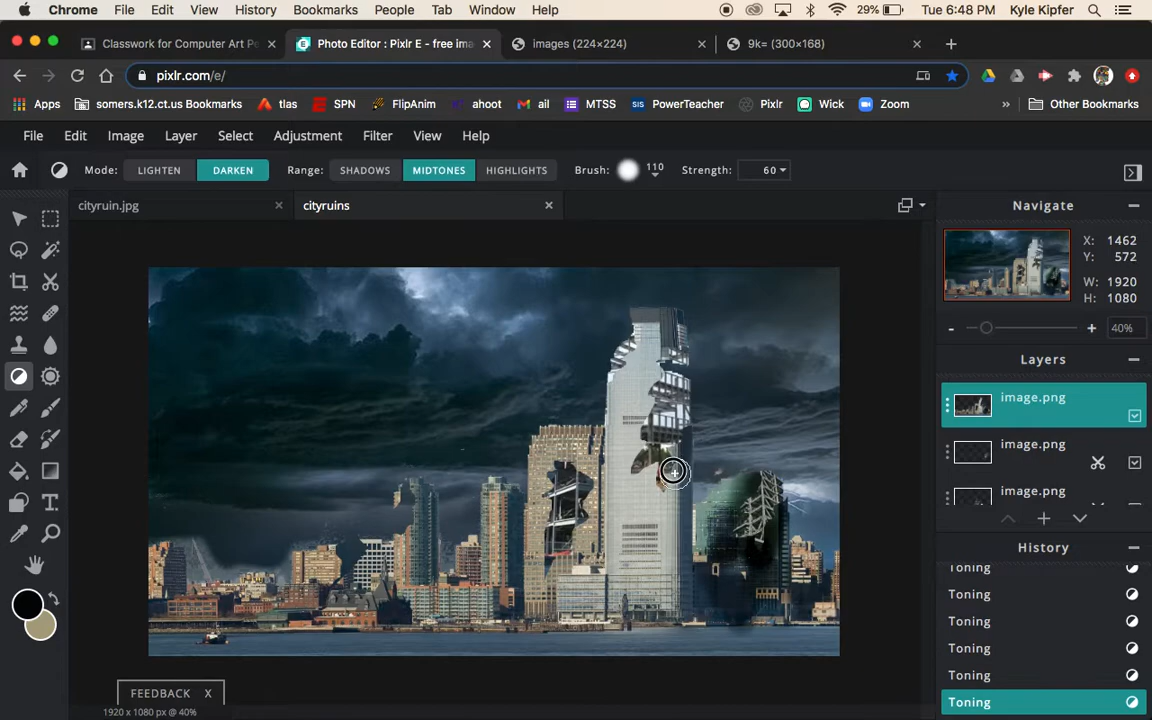 Chrome File Edit View History Bookmarks People Tab Window Help 29% Tue 6:48 PM Kyle Kipfer
Classwork for Computer Art Pe × Photo Editor : Pixlr E - free ima × images (224×224) × 9k= (300×168) × +
pixlr.com/e/
Apps somers.k12.ct.us Bookmarks tlas SPN FlipAnim ahoot ail MTSS SIS PowerTeacher Pixlr Wick Zoom » Other Bookmarks
File Edit Image Layer Select Adjustment Filter View Help
Mode: LIGHTEN DARKEN Range: SHADOWS MIDTONES HIGHLIGHTS Brush: 110 Strength: 60
cityruin.jpg × cityruins ×
Navigate
X: 1462
Y: 572
W: 1920
H: 1080
- + 40%
Layers
image.png
image.png
image.png
History
Toning
Toning
Toning
Toning
Toning
Toning
FEEDBACK X
1920 x 1080 px @ 40%